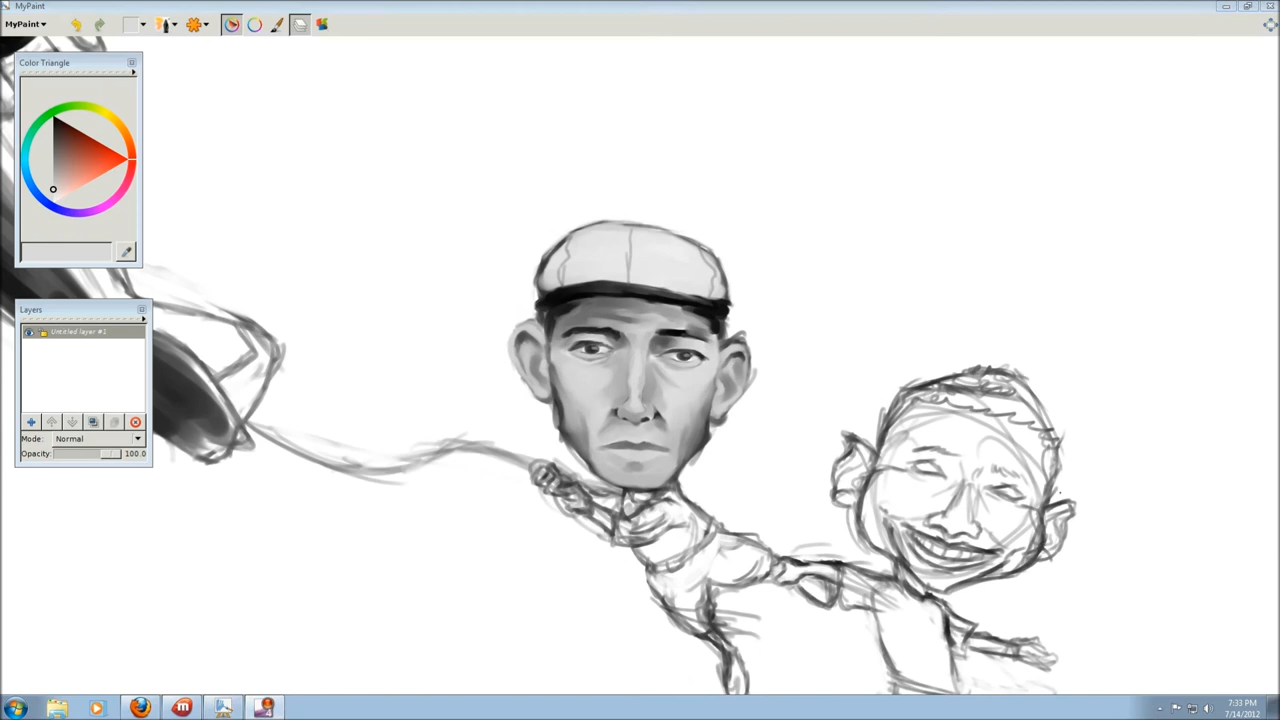 MyPaint
MyPaint
Color Triangle
Layers
Untitled layer #1
Mode: Normal
Opacity: 100.0
7:33 PM
7/14/2012